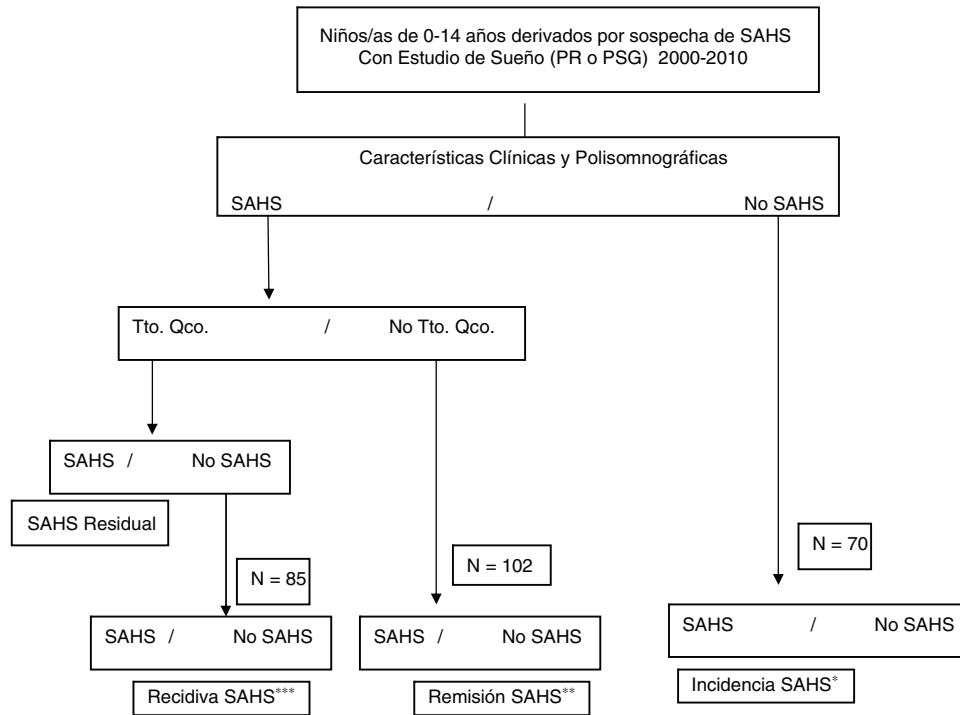 Niños/as de 0-14 años derivados por sospecha de SAHS
Con Estudio de Sueño (PR o PSG) 2000-2010
Características Clínicas y Polisomnográficas
SAHS / No SAHS
Tto. Qco. / No Tto. Qco.
SAHS / No SAHS
SAHS Residual
N = 85
N = 102
N = 70
SAHS / No SAHS
SAHS / No SAHS
SAHS / No SAHS
Recidiva SAHS***
Remisión SAHS**
Incidencia SAHS*